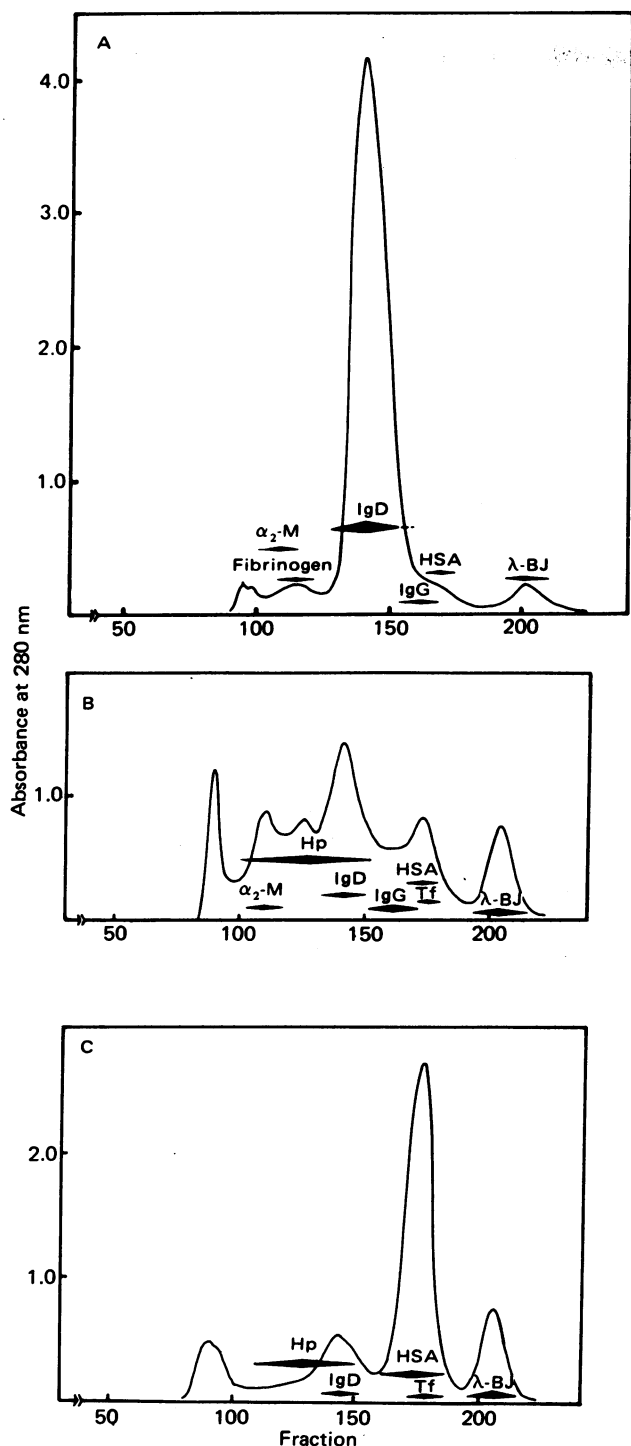 A
4.0
3.0
2.0
1.0
IgD
α₂-M
Fibrinogen
HSA
IgG
λ-BJ
50
100
150
200
Absorbance at 280 nm
B
1.0
Hp
HSA
IgD
Tf
α₂-M
IgG
λ-BJ
50
100
150
200
C
2.0
1.0
Hp
HSA
IgD
Tf
λ-BJ
50
100
150
200
Fraction